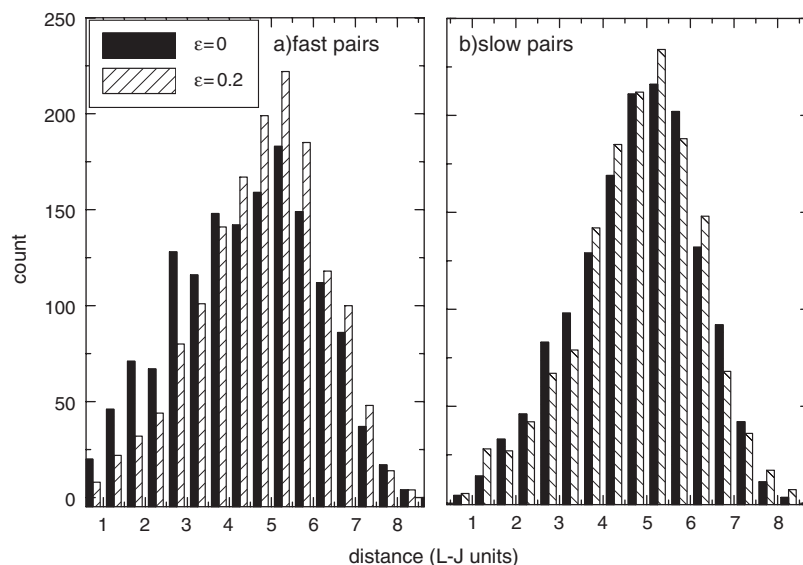 250
200
150
100
50
0
count
ε=0
ε=0.2
a)fast pairs
b)slow pairs
1 2 3 4 5 6 7 8
1 2 3 4 5 6 7 8
distance (L-J units)